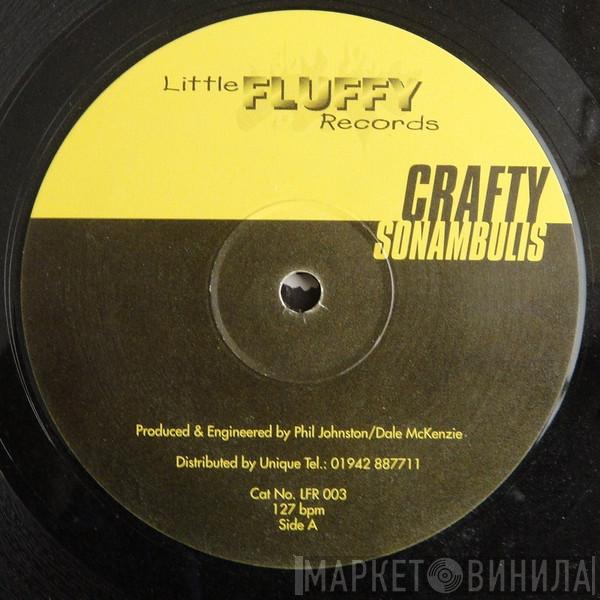 Little FLUFFY
Records
CRAFTY
SONAMBULIS
Produced & Engineered by Phil Johnston/Dale McKenzie
Distributed by Unique Tel.: 01942 887711
Cat No. LFR 003
127 bpm
Side A
МАРКЕТ ВИНИЛА